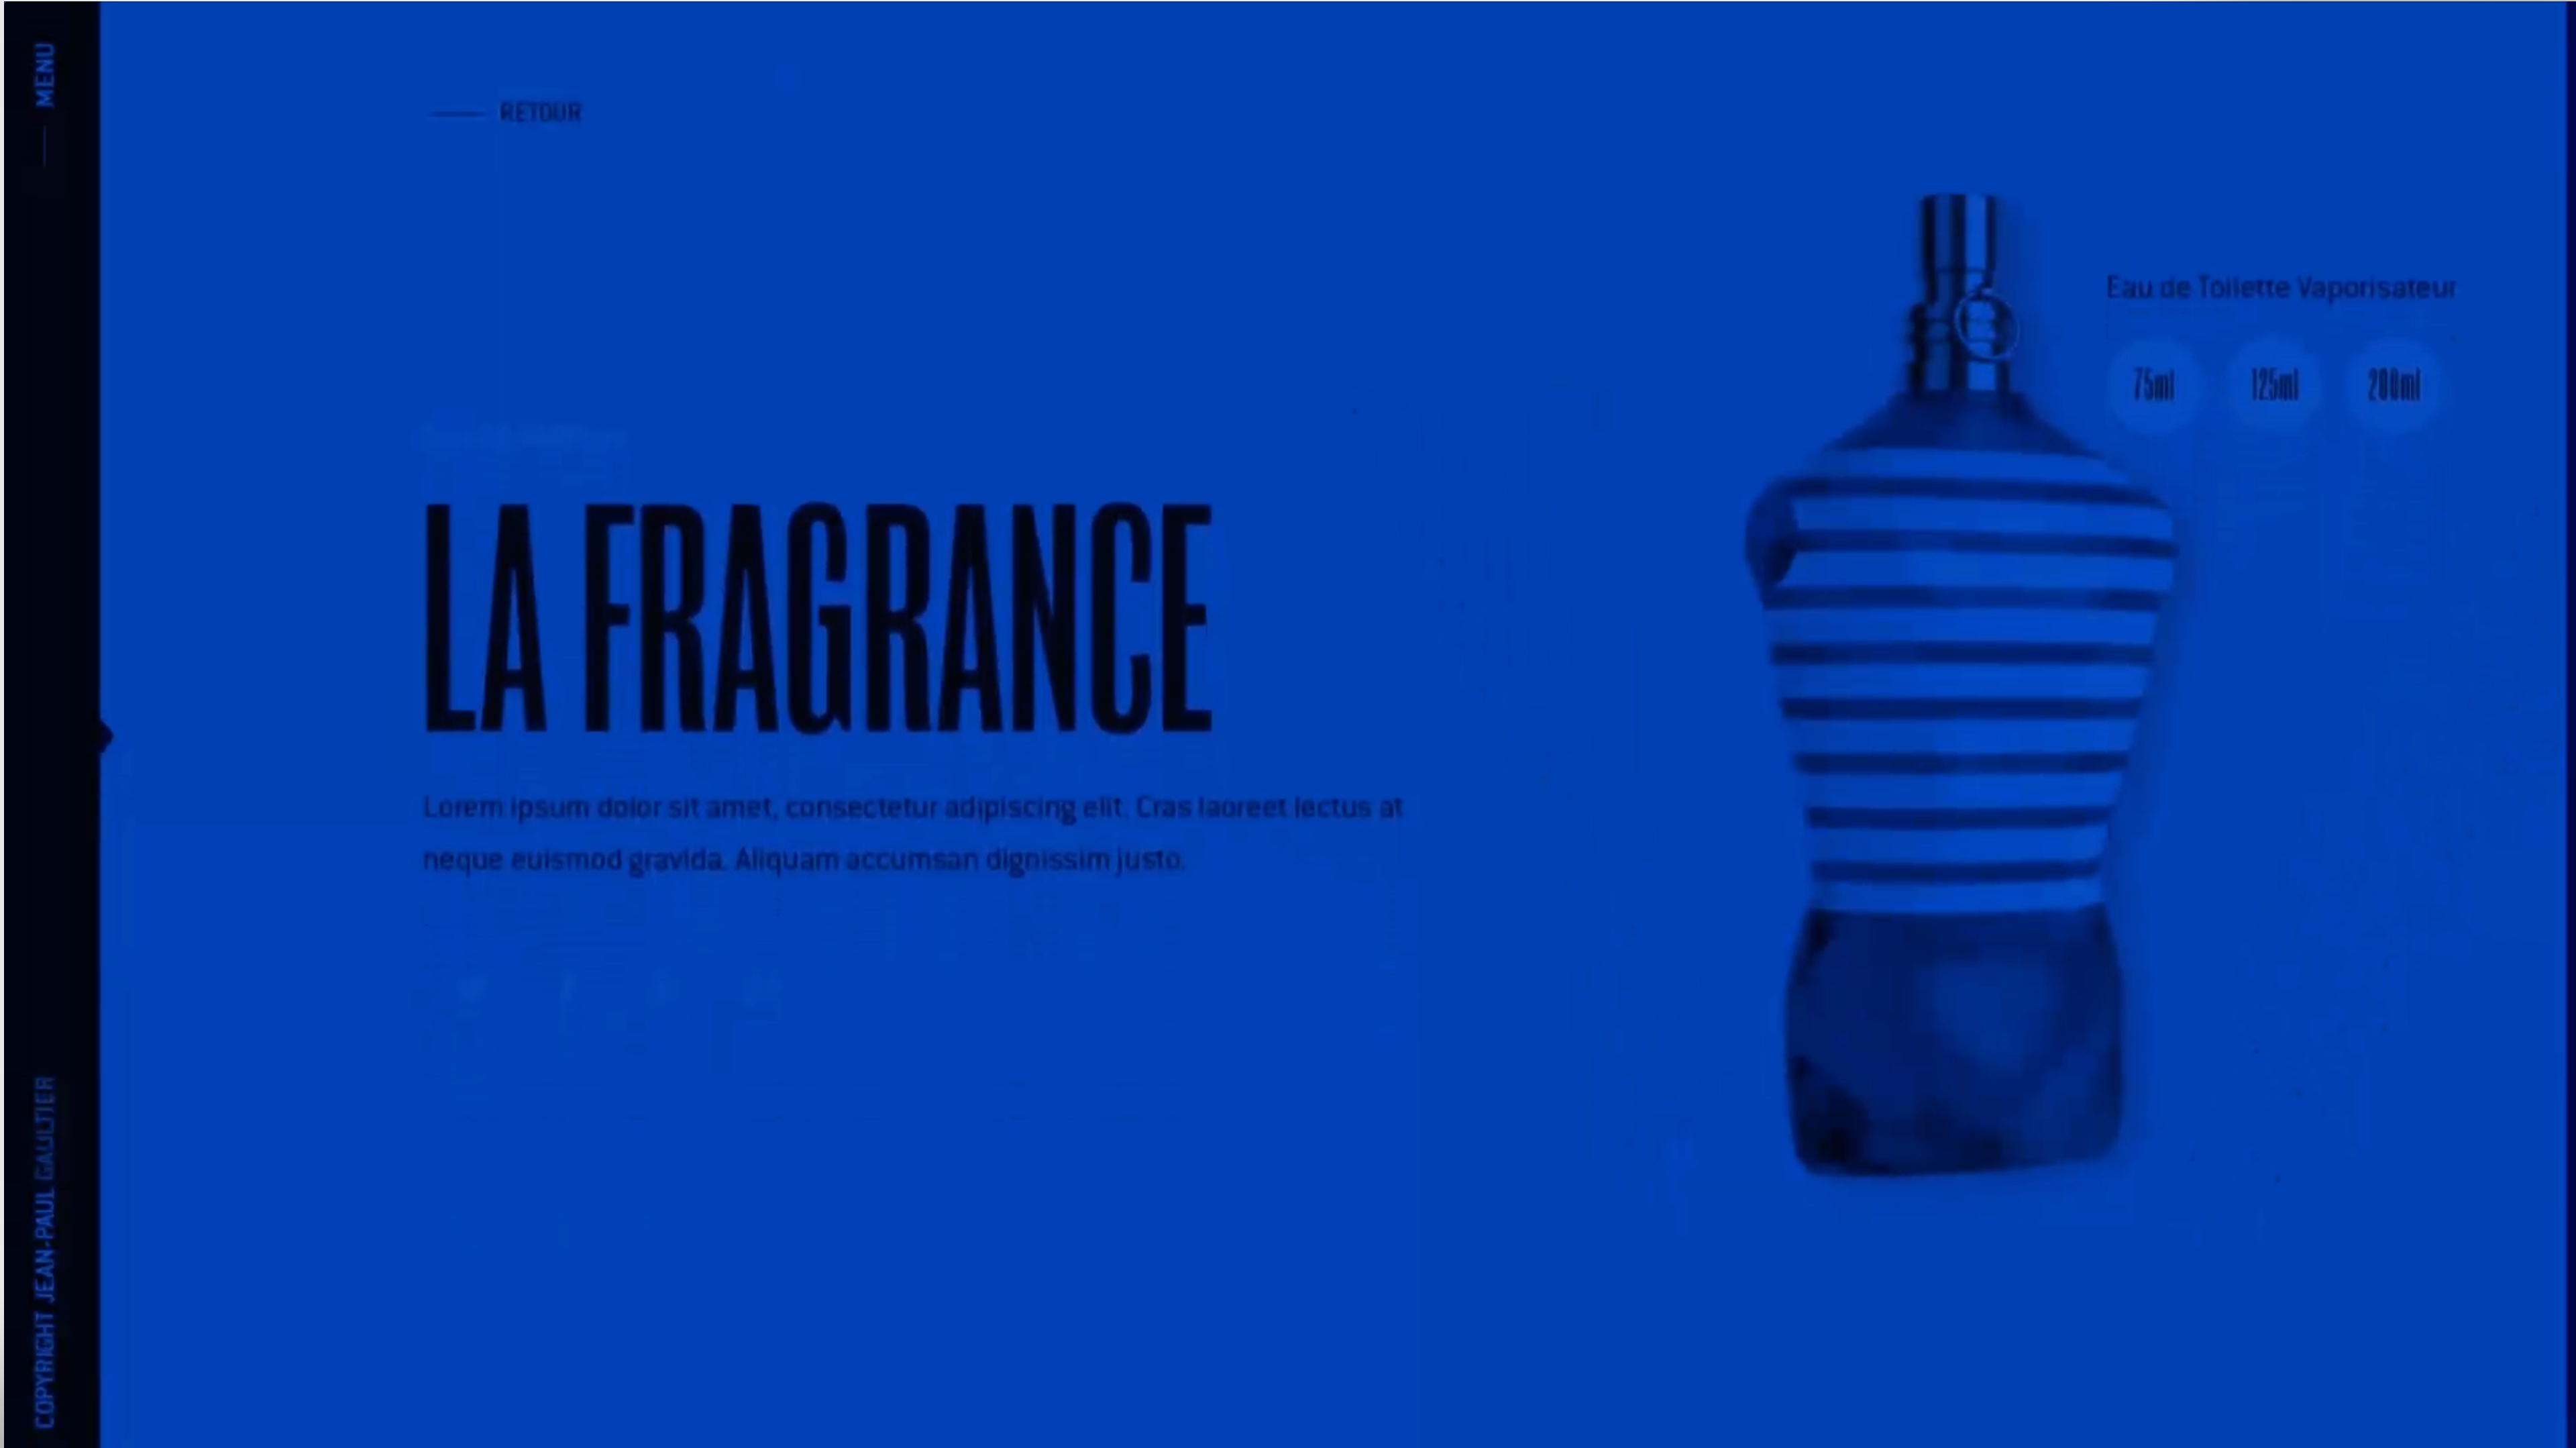 MENU
RETOUR
Eau de Toilette Vaporisateur
75ml 125ml 200ml
LA FRAGRANCE
Lorem ipsum dolor sit amet, consectetur adipiscing elit. Cras laoreet lectus at
neque euismod gravida. Aliquam accumsan dignissim justo.
COPYRIGHT JEAN-PAUL GAULTIER